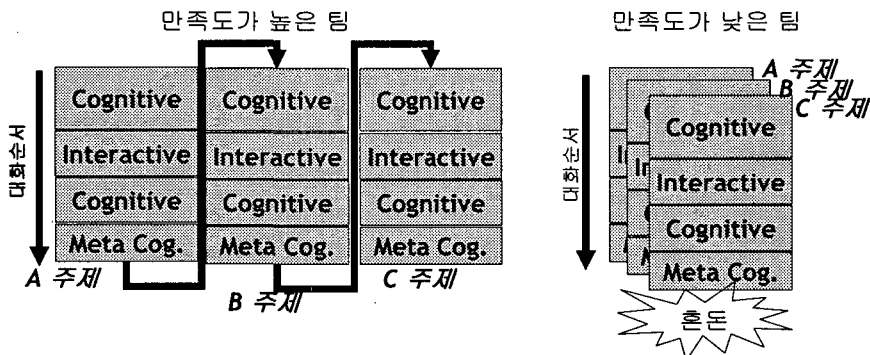 만족도가 높은 팀
대화순서
Cognitive
Interactive
Cognitive
Meta Cog.
A 주제
Cognitive
Interactive
Cognitive
Meta Cog.
B 주제
Cognitive
Interactive
Cognitive
Meta Cog.
C 주제
만족도가 낮은 팀
대화순서
A 주제
B 주제
C 주제
Cognitive
Interactive
Cognitive
Meta Cog.
혼돈